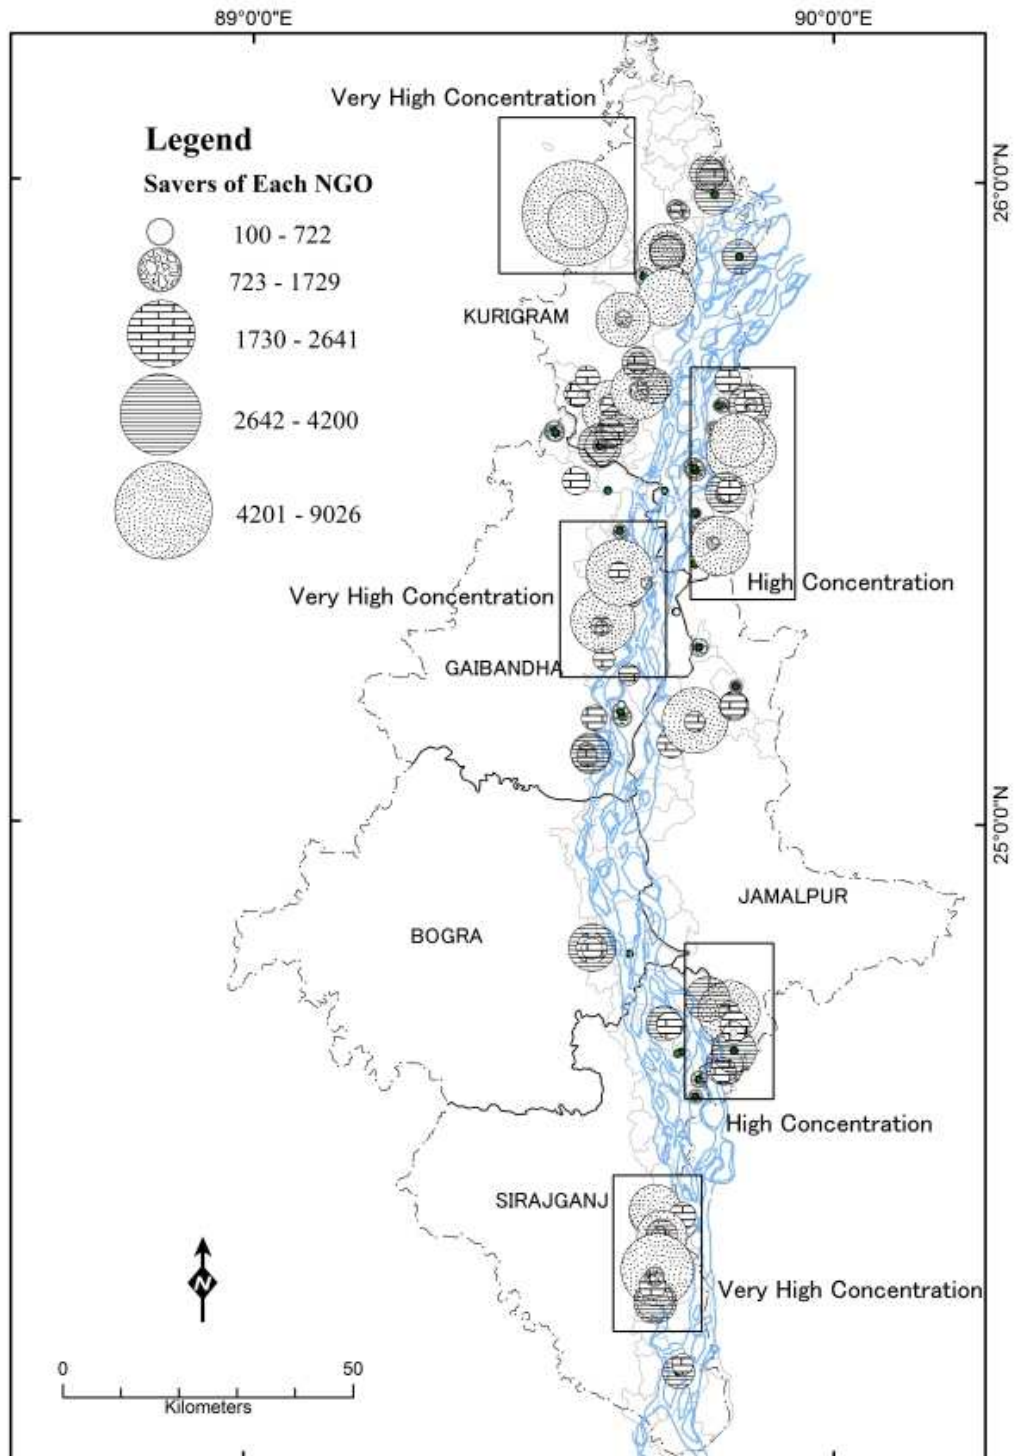 89°0'0"E
90°0'0"E
Very High Concentration
Legend
Savers of Each NGO
100 - 722
723 - 1729
1730 - 2641
2642 - 4200
4201 - 9026
26°0'0"N
KURIGRAM
High Concentration
Very High Concentration
GAIBANDHA
25°0'0"N
JAMALPUR
BOGRA
High Concentration
SIRAJGANJ
N
Very High Concentration
0 50
Kilometers